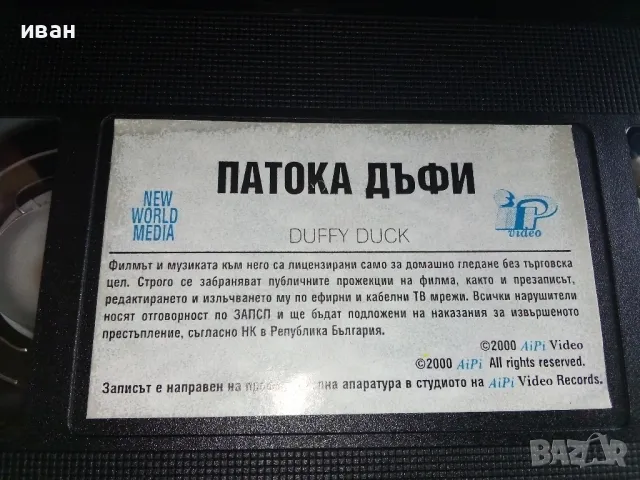 иван
ПАТОКА ДЪФИ
NEW
WORLD
MEDIA
DUFFY DUCK
iP
video
Филмът и музиката към него са лицензирани само за домашно гледане без търговска
цел. Строго се забраняват публичните прожекции на филма, както и презаписът,
редактирането и излъчването му по ефирни и кабелни ТВ мрежи. Всички нарушители
носят отговорност по ЗАПСП и ще бъдат подложени на наказания за извършеното
престъпление, съгласно НК в Република България.
©2000 AiPi Video
©2000 AiPi All rights reserved.
Записът е направен на апаратура в студиото на AiPi Video Records.
BAZAR